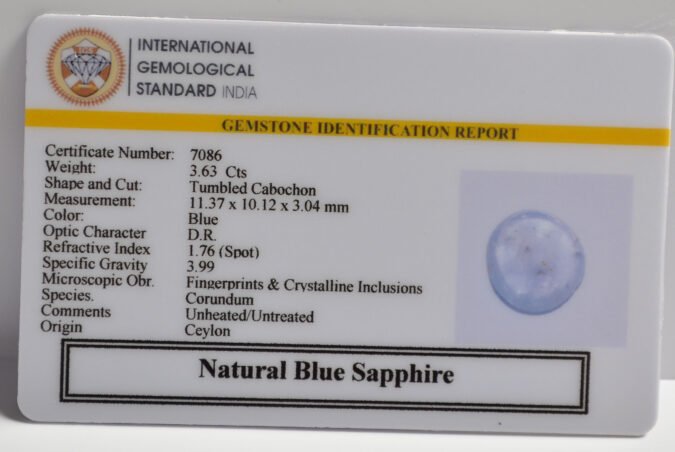 INTERNATIONAL
GEMOLOGICAL
STANDARD INDIA
GEMSTONE IDENTIFICATION REPORT
Certificate Number: 7086
Weight: 3.63 Cts
Shape and Cut: Tumbled Cabochon
Measurement: 11.37 x 10.12 x 3.04 mm
Color: Blue
Optic Character D.R.
Refractive Index 1.76 (Spot)
Specific Gravity 3.99
Microscopic Obr. Fingerprints & Crystalline Inclusions
Species. Corundum
Comments Unheated/Untreated
Origin Ceylon
Natural Blue Sapphire